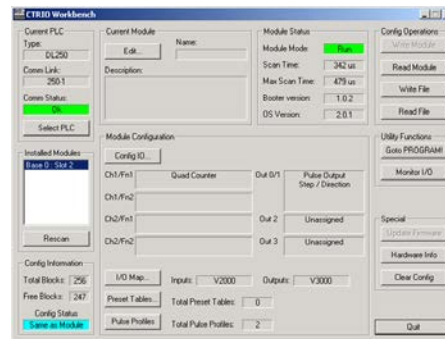 CTRIO Workbench
Current PLC
Type:
DL250
Comm Link:
250-1
Comm Status:
Ok
Select PLC
Installed Modules
Base 0 : Slot 2
Rescan
Config Information
Total Blocks: 256
Free Blocks: 247
Config Status
Same as Module
Current Module
Edit...
Name:
Description:
Module Status
Module Mode: Run
Scan Time: 342 us
Max Scan Time: 479 us
Booter version: 1.0.2
OS Version: 2.0.1
Module Configuration
Config IO...
Ch1/Fn1 Quad Counter Out 0/1 Pulse Output
Step / Direction
Ch1/Fn2
Ch2/Fn1 Out 2 Unassigned
Ch2/Fn2 Out 3 Unassigned
I/O Map... Inputs: V2000 Outputs: V3000
Preset Tables... Total Preset Tables: 0
Pulse Profiles Total Pulse Profiles: 2
Config Operations
Write Module
Read Module
Write File
Read File
Utility Functions
Goto PROGRAM!
Monitor I/O
Special
Update Firmware
Hardware Info
Clear Config
Quit